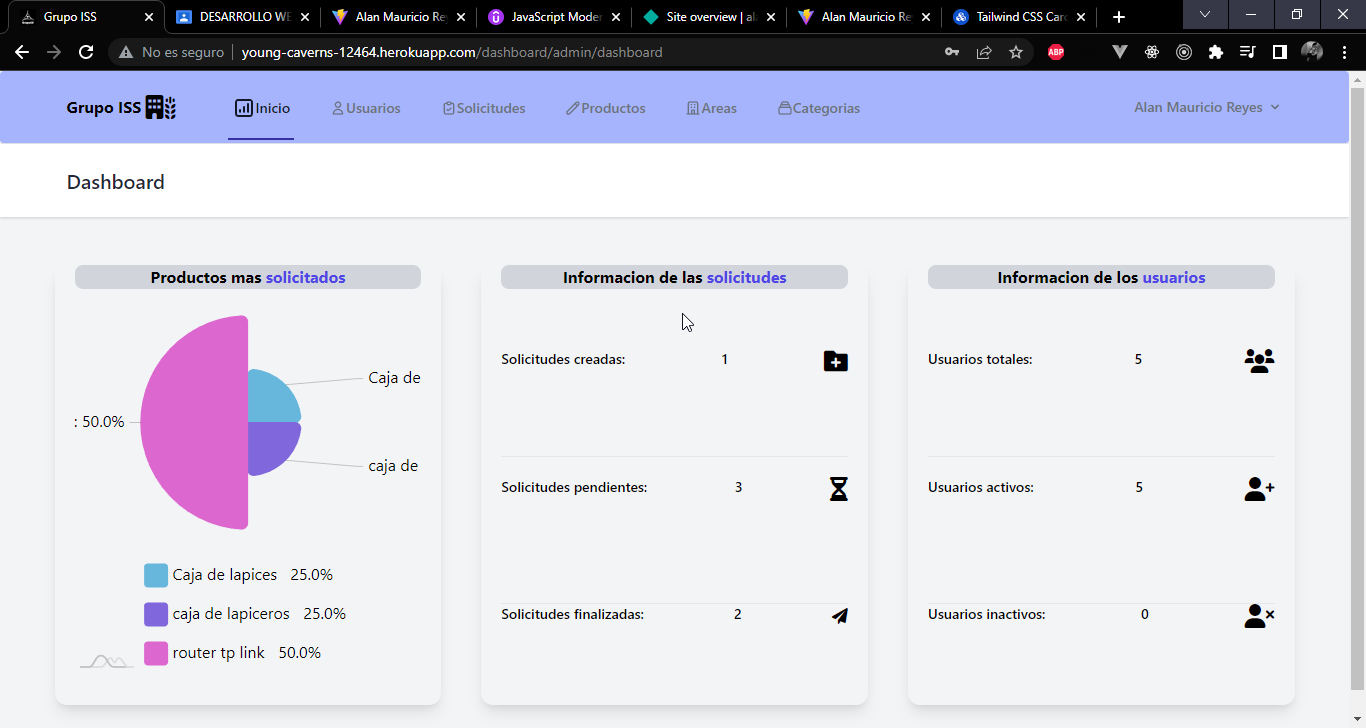 Grupo ISS
DESARROLLO WE
Alan Mauricio Re
JavaScript Moder
Site overview | al
Alan Mauricio Re
Tailwind CSS Car
No es seguro | young-caverns-12464.herokuapp.com/dashboard/admin/dashboard
ABP
Grupo ISS Inicio Usuarios Solicitudes Productos Areas Categorias Alan Mauricio Reyes
Dashboard
Productos mas solicitados
Caja de
: 50.0%
caja de
Caja de lapices 25.0%
caja de lapiceros 25.0%
router tp link 50.0%
Informacion de las solicitudes
Solicitudes creadas: 1
Solicitudes pendientes: 3
Solicitudes finalizadas: 2
Informacion de los usuarios
Usuarios totales: 5
Usuarios activos: 5
Usuarios inactivos: 0